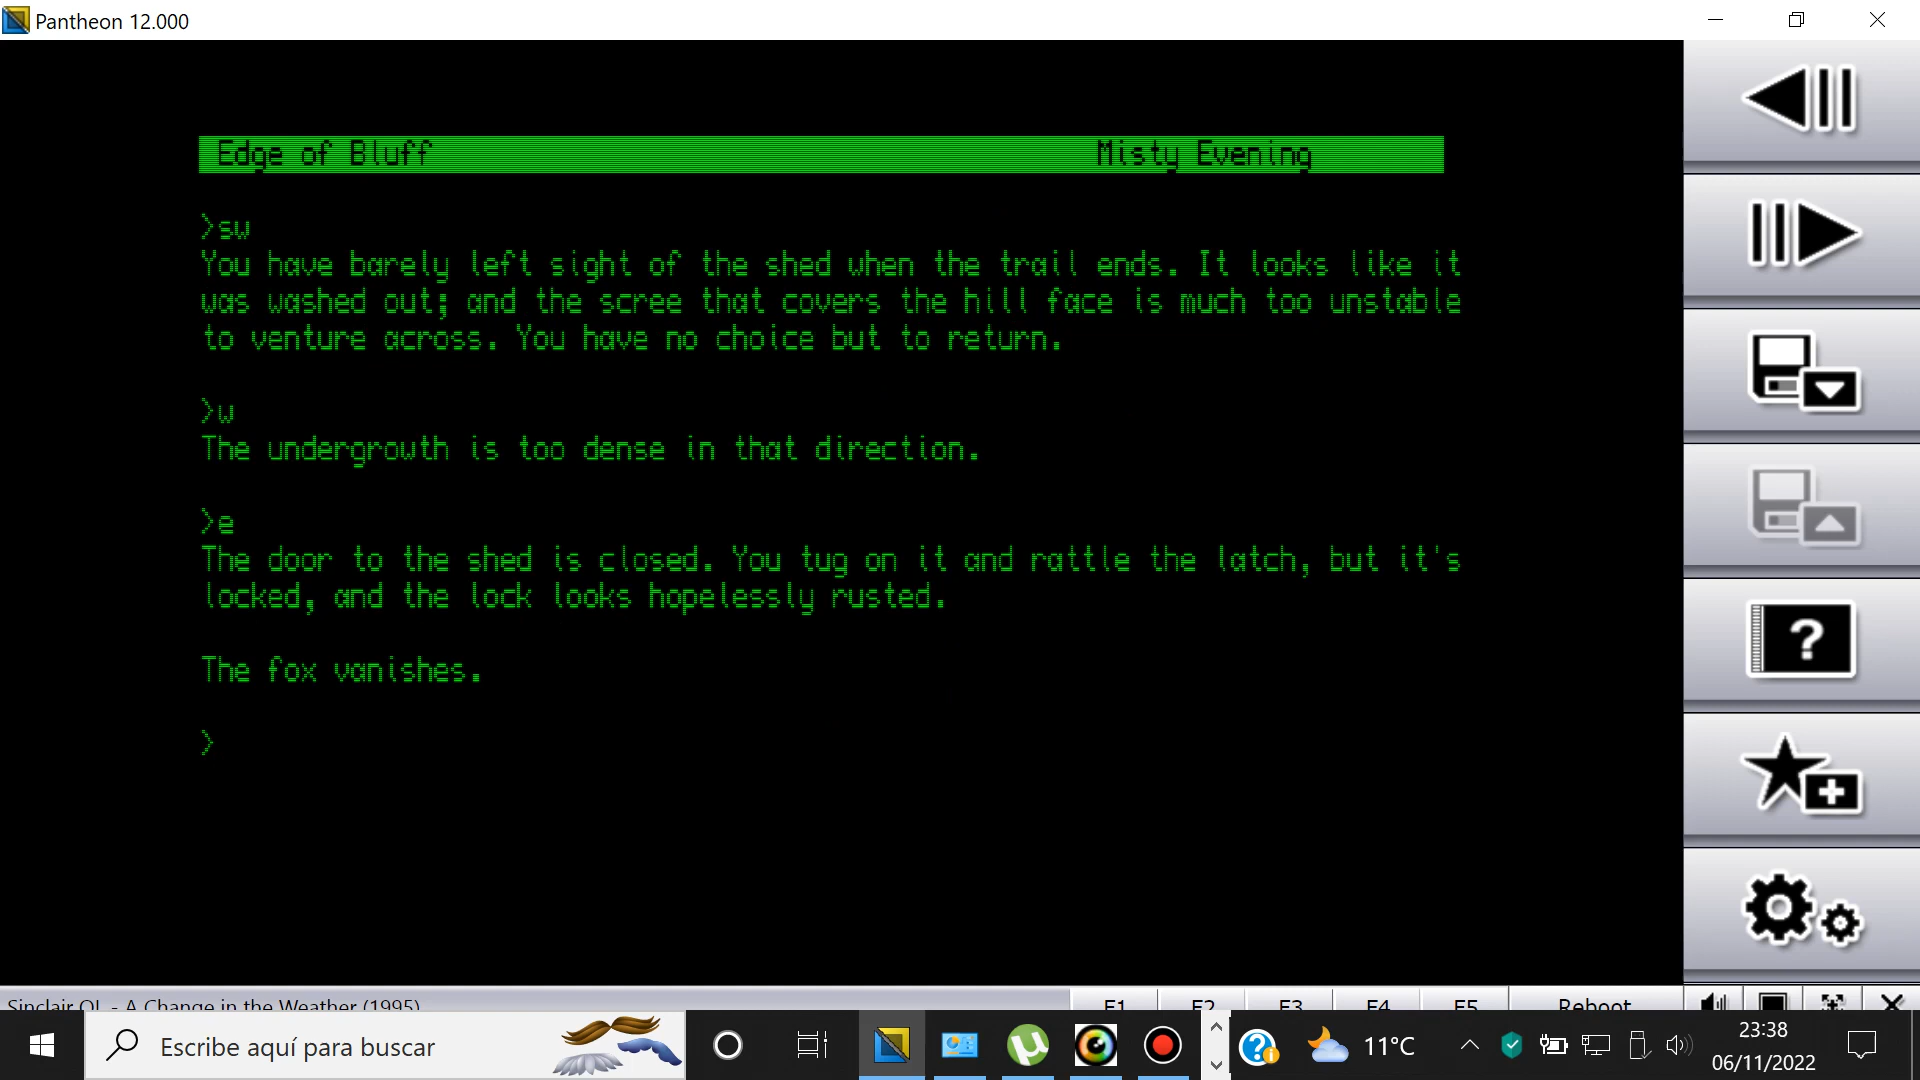 Pantheon 12.000
Edge of Bluff Misty Evening
>sw
You have barely left sight of the shed when the trail ends. It looks like it
was washed out; and the scree that covers the hill face is much too unstable
to venture across. You have no choice but to return.
>w
The undergrowth is too dense in that direction.
>e
The door to the shed is closed. You tug on it and rattle the latch, but it's
locked, and the lock looks hopelessly rusted.
The fox vanishes.
>
?
Sinclair QL - A Change in the Weather (1995) F1 F2 F3 F4 F5 Reboot
Escribe aquí para buscar
11°C
23:38
06/11/2022